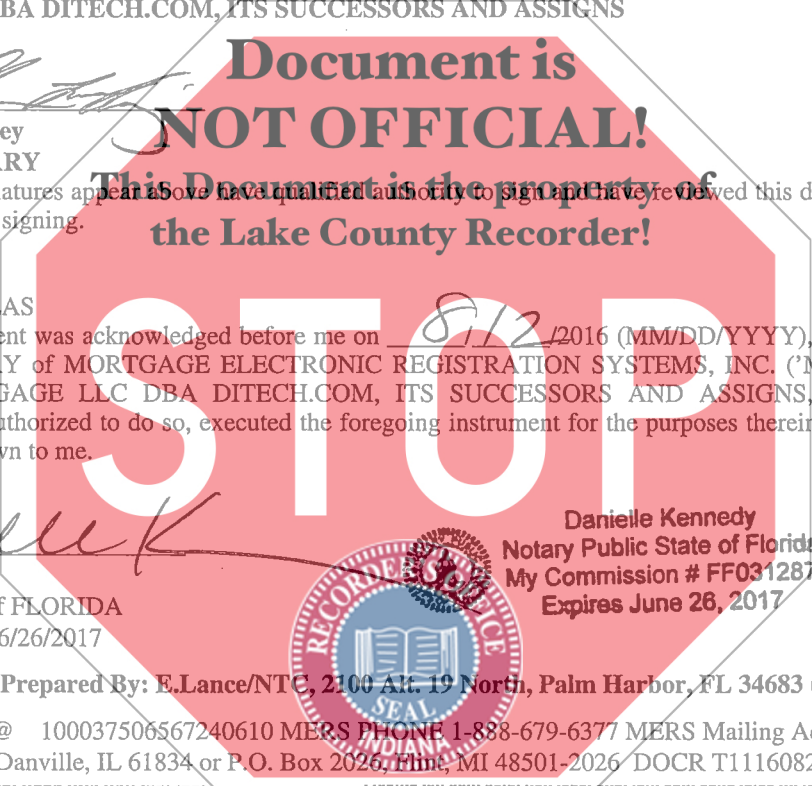 DBA DITECH.COM, ITS SUCCESSORS AND ASSIGNS
Document is
NOT OFFICIAL!
ey
RY
This Document is the property of
atures appear above have qualified authority to sign and have reviewed this d
signing.
the Lake County Recorder!
LAS
ent was acknowledged before me on 8/12/2016 (MM/DD/YYYY),
Y of MORTGAGE ELECTRONIC REGISTRATION SYSTEMS, INC. ('M
GAGE LLC DBA DITECH.COM, ITS SUCCESSORS AND ASSIGNS,
uthorized to do so, executed the foregoing instrument for the purposes therein
wn to me.
STOP
Danielle Kennedy
Notary Public State of Florida
My Commission # FF031287
Expires June 26, 2017
RECORDER'S OFFICE
SEAL
INDIANA
f FLORIDA
6/26/2017
Prepared By: E.Lance/NTC, 2100 Alt. 19 North, Palm Harbor, FL 34683
@ 100037506567240610 MERS PHONE 1-888-679-6377 MERS Mailing Ad
Danville, IL 61834 or P.O. Box 2026, Flint, MI 48501-2026 DOCR T1116082